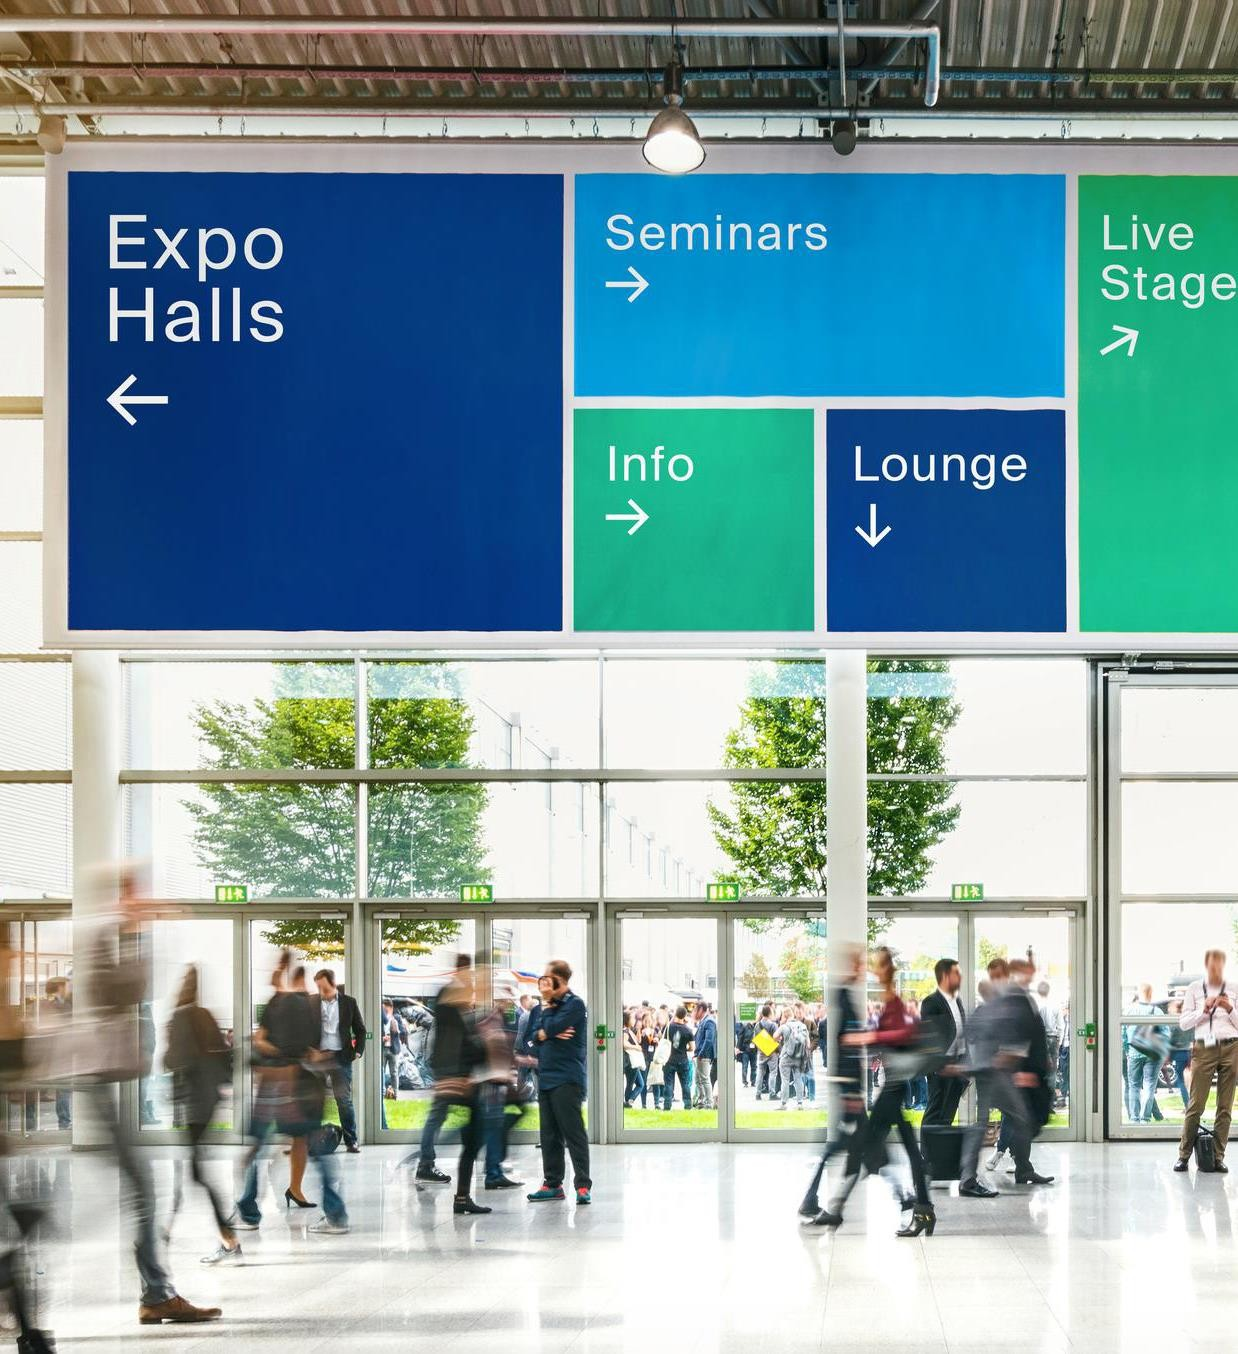 Expo
Halls
←
Seminars
→
Info
→
Lounge
↓
Live
Stage
↗